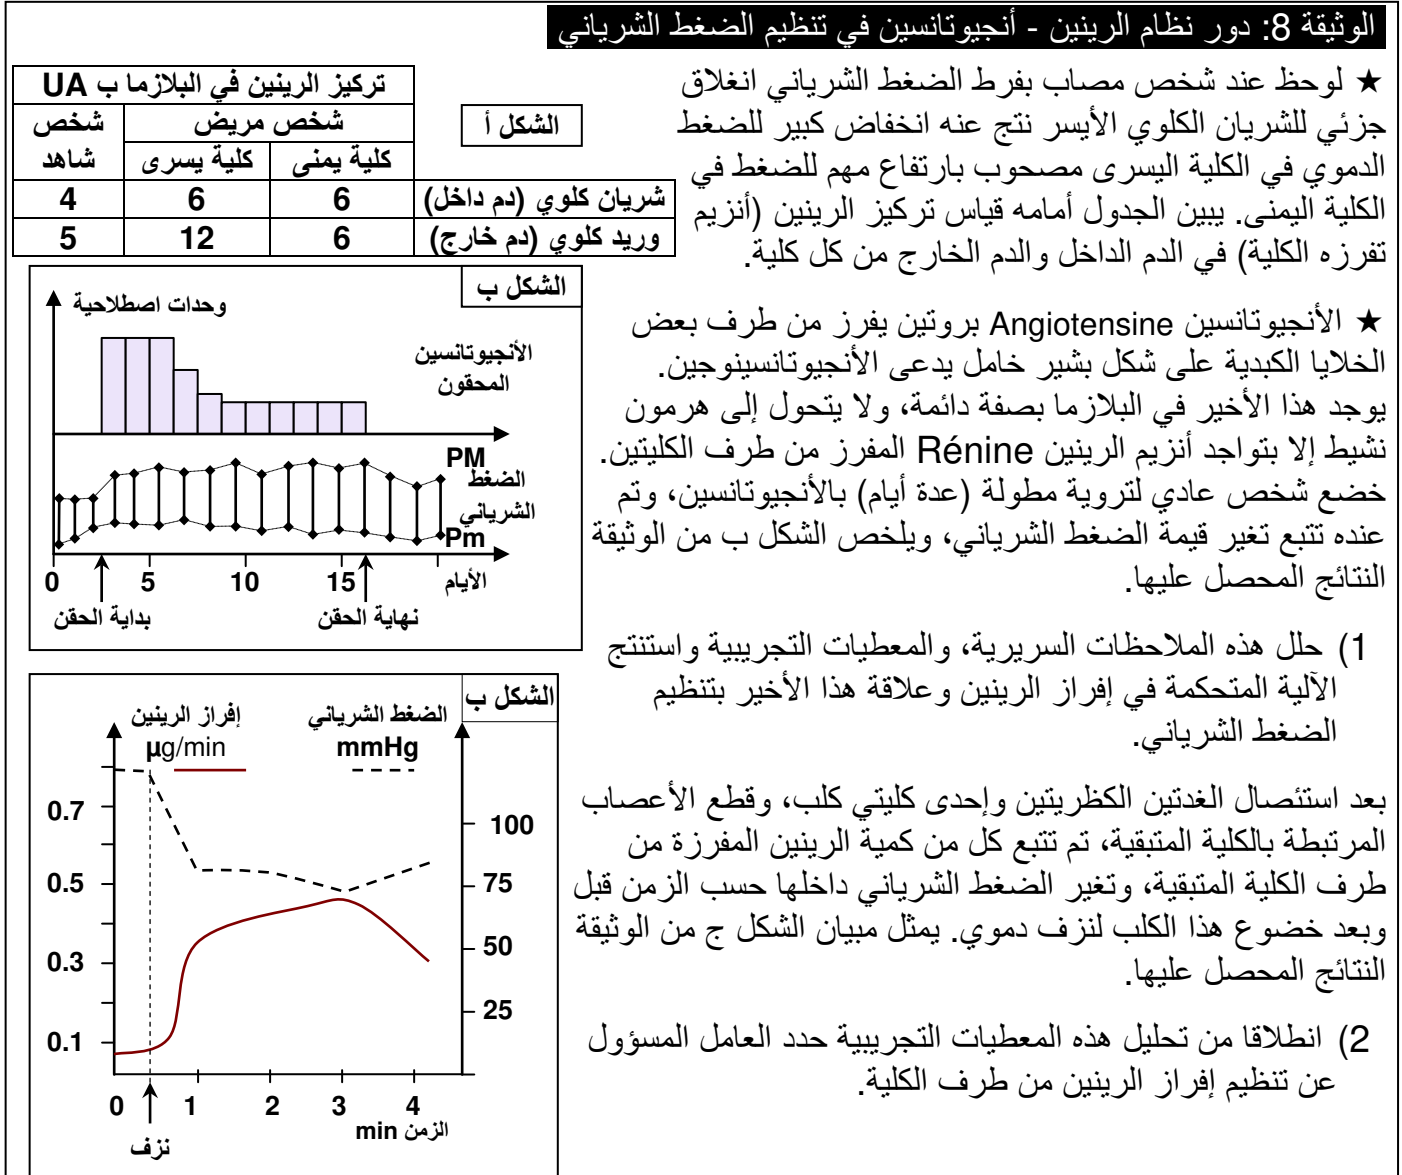 الوثيقة 8: دور نظام الرينين - أنجيوتانسين في تنظيم الضغط الشرياني
★ لوحظ عند شخص مصاب بفرط الضغط الشرياني انغلاق
جزئي للشريان الكلوي الأيسر نتج عنه انخفاض كبير للضغط
الدموي في الكلية اليسرى مصحوب بارتفاع مهم للضغط في
الكلية اليمنى. يبين الجدول أمامه قياس تركيز الرينين (أنزيم
تفرزه الكلية) في الدم الداخل والدم الخارج من كل كلية.
الشكل أ
تركيز الرينين في البلازما ب UA
شخص مريض شخص
كلية يمنى كلية يسرى شاهد
شريان كلوي (دم داخل) 6 6 4
وريد كلوي (دم خارج) 6 12 5
★ الأنجيوتانسين Angiotensine بروتين يفرز من طرف بعض
الخلايا الكبدية على شكل بشير خامل يدعى الأنجيوتانسينوجين.
يوجد هذا الأخير في البلازما بصفة دائمة، ولا يتحول إلى هرمون
نشيط إلا بتواجد أنزيم الرينين Rénine المفرز من طرف الكليتين.
خضع شخص عادي لتروية مطولة (عدة أيام) بالأنجيوتانسين، وتم
عنده تتبع تغير قيمة الضغط الشرياني، ويلخص الشكل ب من الوثيقة
النتائج المحصل عليها.
الشكل ب
وحدات اصطلاحية
الأنجيوتانسين
المحقون
PM
الضغط
الشرياني
Pm
0 5 10 15 الأيام
بداية الحقن نهاية الحقن
1) حلل هذه الملاحظات السريرية، والمعطيات التجريبية واستنتج
الآلية المتحكمة في إفراز الرينين وعلاقة هذا الأخير بتنظيم
الضغط الشرياني.
بعد استئصال الغدتين الكظريتين وإحدى كليتي كلب، وقطع الأعصاب
المرتبطة بالكلية المتبقية، تم تتبع كل من كمية الرينين المفرزة من
طرف الكلية المتبقية، وتغير الضغط الشرياني داخلها حسب الزمن قبل
وبعد خضوع هذا الكلب لنزف دموي. يمثل مبيان الشكل ج من الوثيقة
النتائج المحصل عليها.
2) انطلاقا من تحليل هذه المعطيات التجريبية حدد العامل المسؤول
عن تنظيم إفراز الرينين من طرف الكلية.
الشكل ب
الضغط الشرياني إفراز الرينين
mmHg µg/min
0.7
100
0.5
75
50
0.3
25
0.1
0 1 2 3 4
الزمن min
نزف